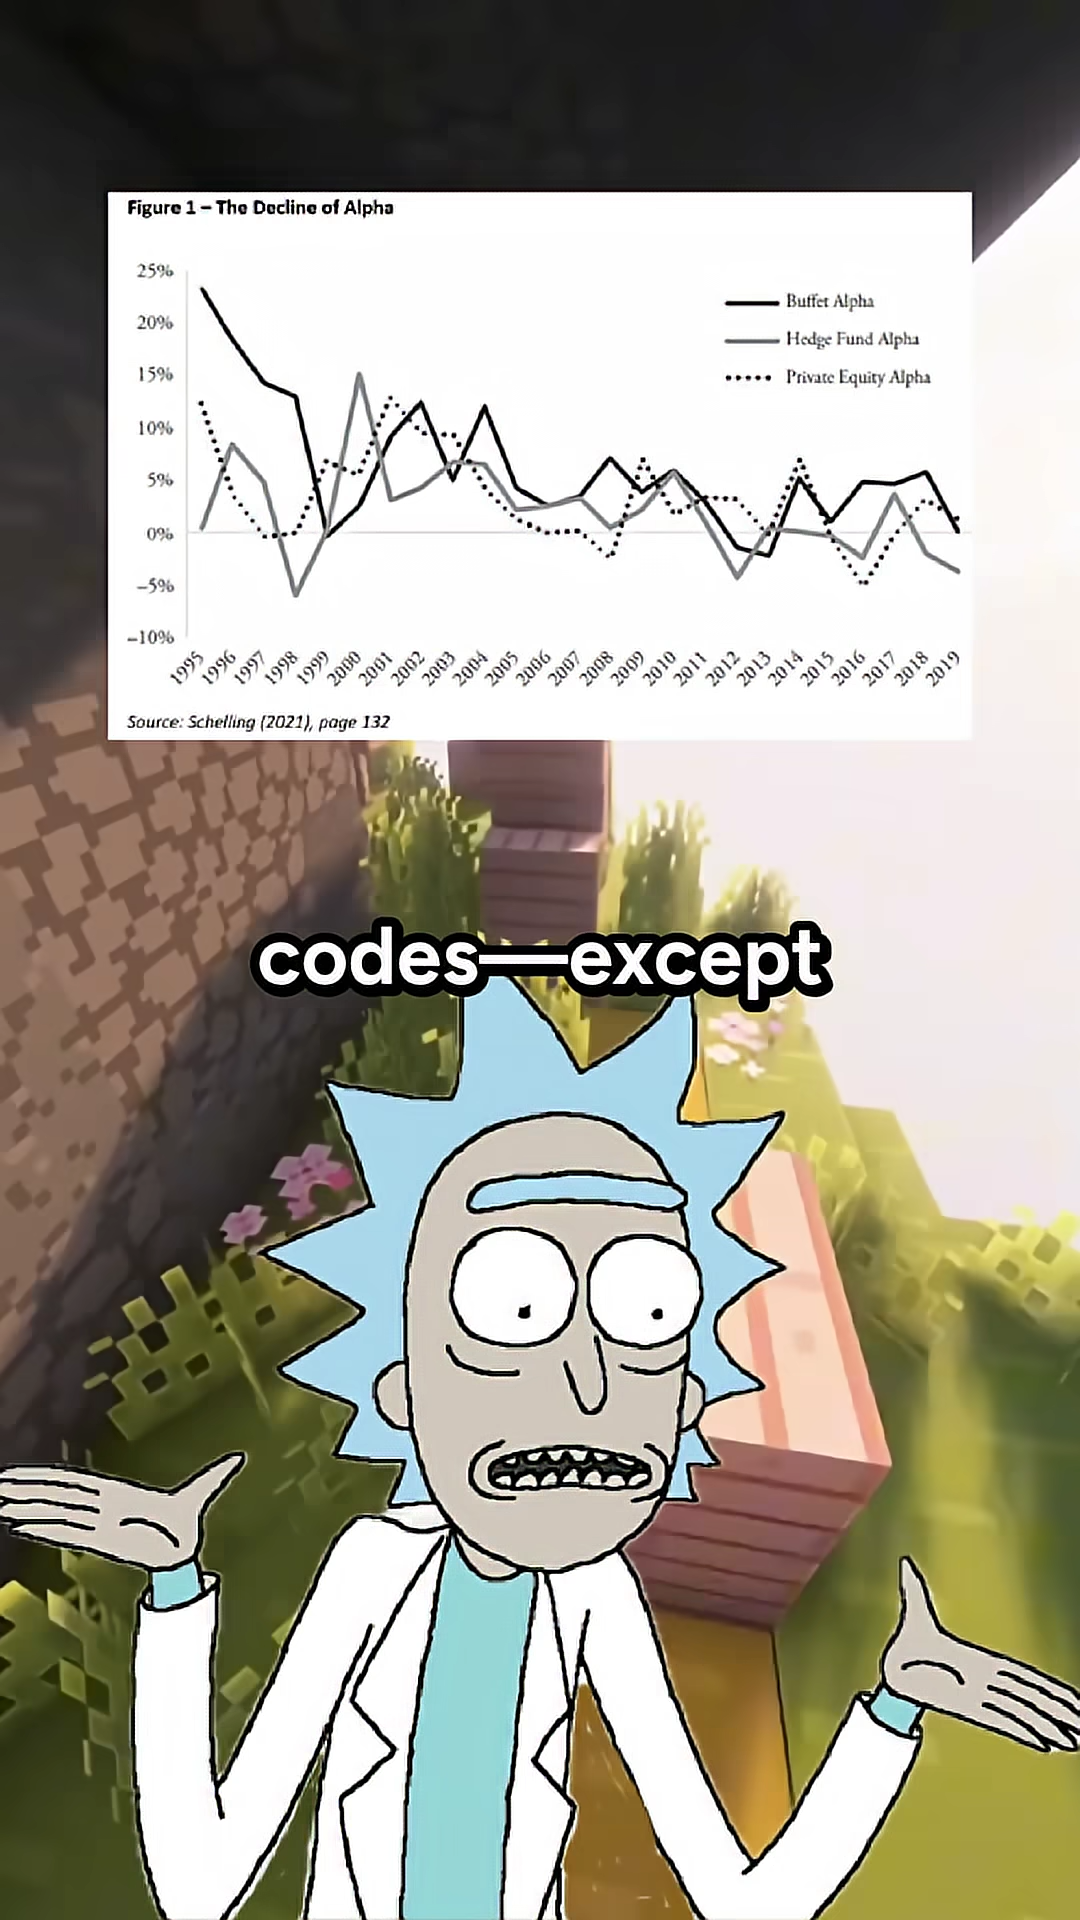 Figure 1 – The Decline of Alpha
25%
20%
15%
10%
5%
0%
–5%
–10%
Buffet Alpha
Hedge Fund Alpha
Private Equity Alpha
1995 1996 1997 1998 1999 2000 2001 2002 2003 2004 2005 2006 2007 2008 2009 2010 2011 2012 2013 2014 2015 2016 2017 2018 2019
Source: Schelling (2021), page 132
codes—except